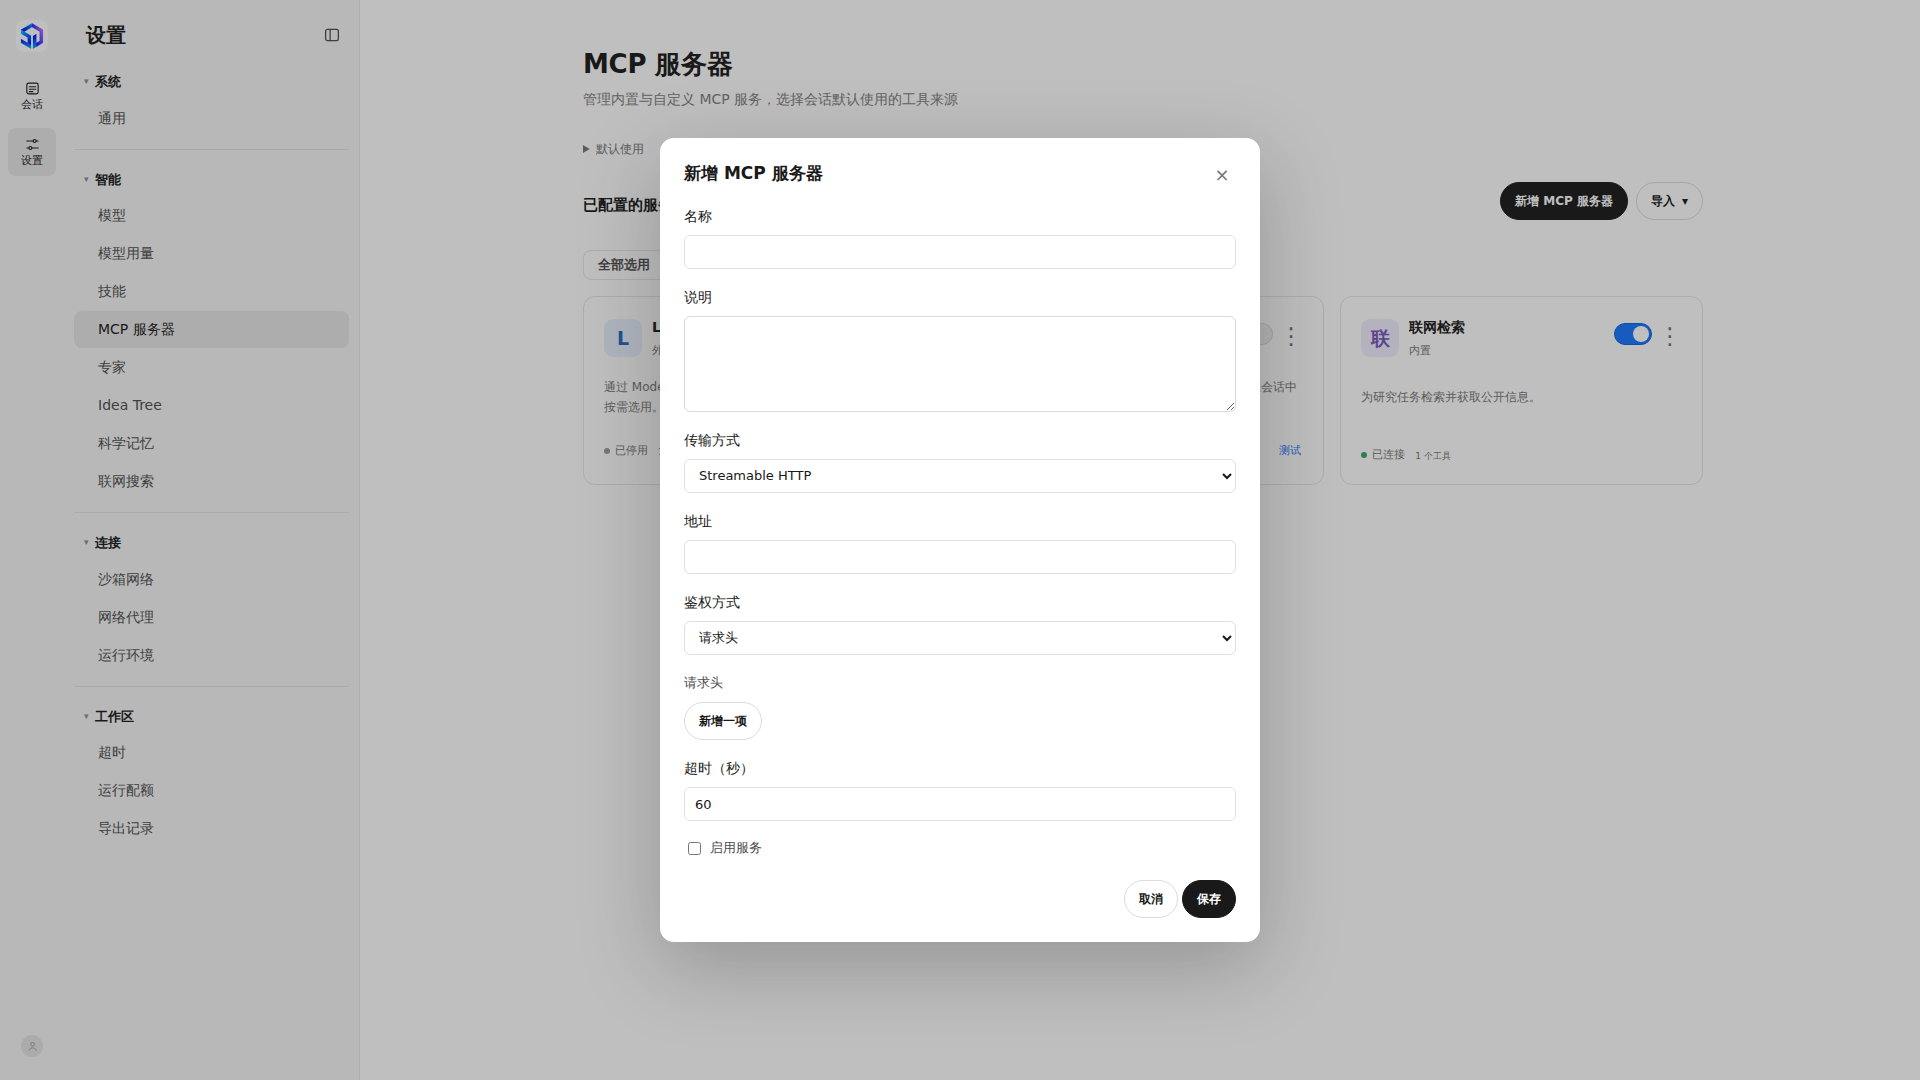 设置
会话
设置
系统
通用
智能
模型
模型用量
技能
MCP 服务器
专家
Idea Tree
科学记忆
联网搜索
连接
沙箱网络
网络代理
运行环境
工作区
超时
运行配额
导出记录
MCP 服务器
管理内置与自定义 MCP 服务，选择会话默认使用的工具来源
默认使用
已配置的服
新增 MCP 服务器
导入
全部选用
L
L
通过 Mode
按需选用。
已停用
会话中
测试
联
联网检索
内置
为研究任务检索并获取公开信息。
已连接 1 个工具
新增 MCP 服务器
名称
说明
传输方式
Streamable HTTP
地址
鉴权方式
请求头
请求头
新增一项
超时（秒）
60
启用服务
取消
保存